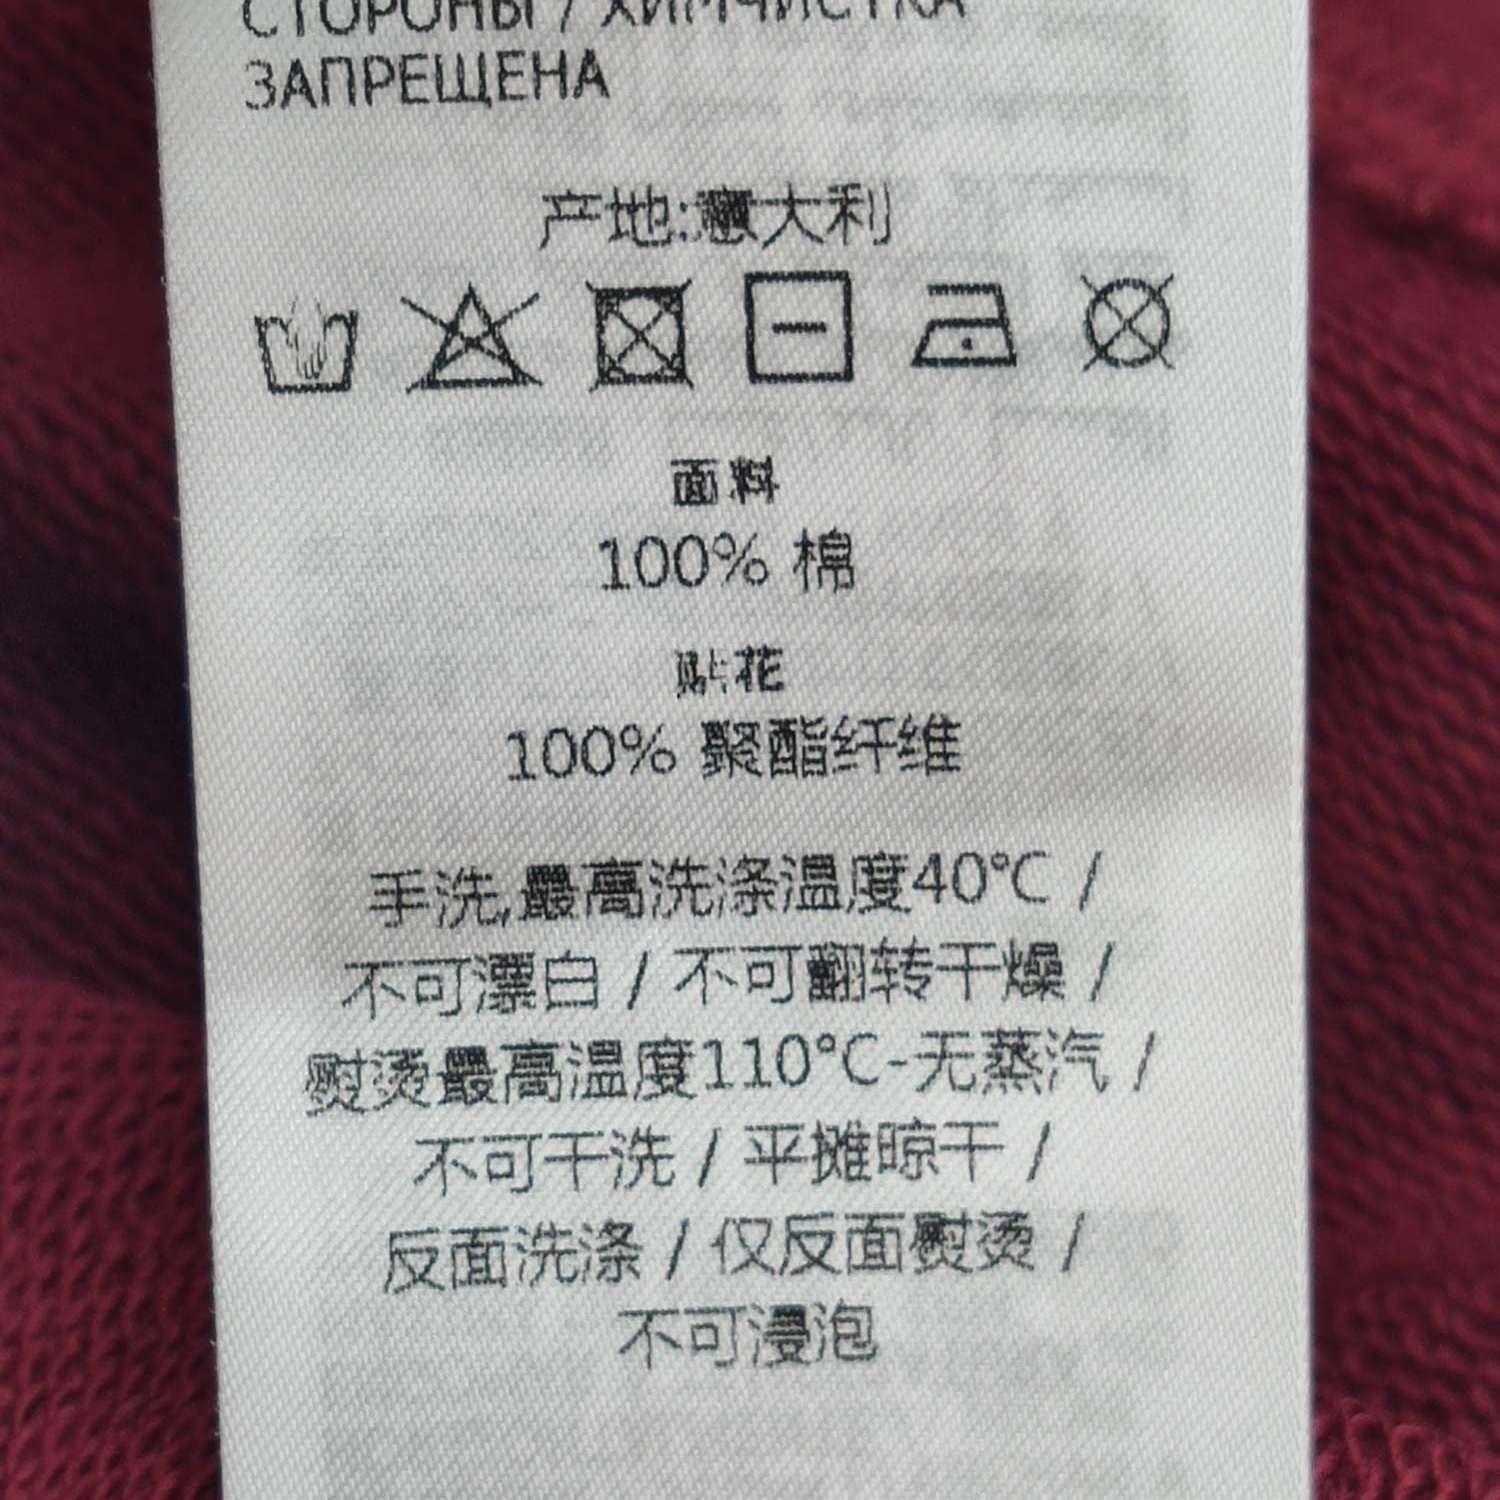 СТОРОНЫ / ХИМЧИСТКА
ЗАПРЕЩЕНА
产地:意大利
面料
100% 棉
贴花
100% 聚酯纤维
手洗,最高洗涤温度40°C /
不可漂白 / 不可翻转干燥 /
熨烫最高温度110°C-无蒸汽 /
不可干洗 / 平摊晾干 /
反面洗涤 / 仅反面熨烫 /
不可浸泡